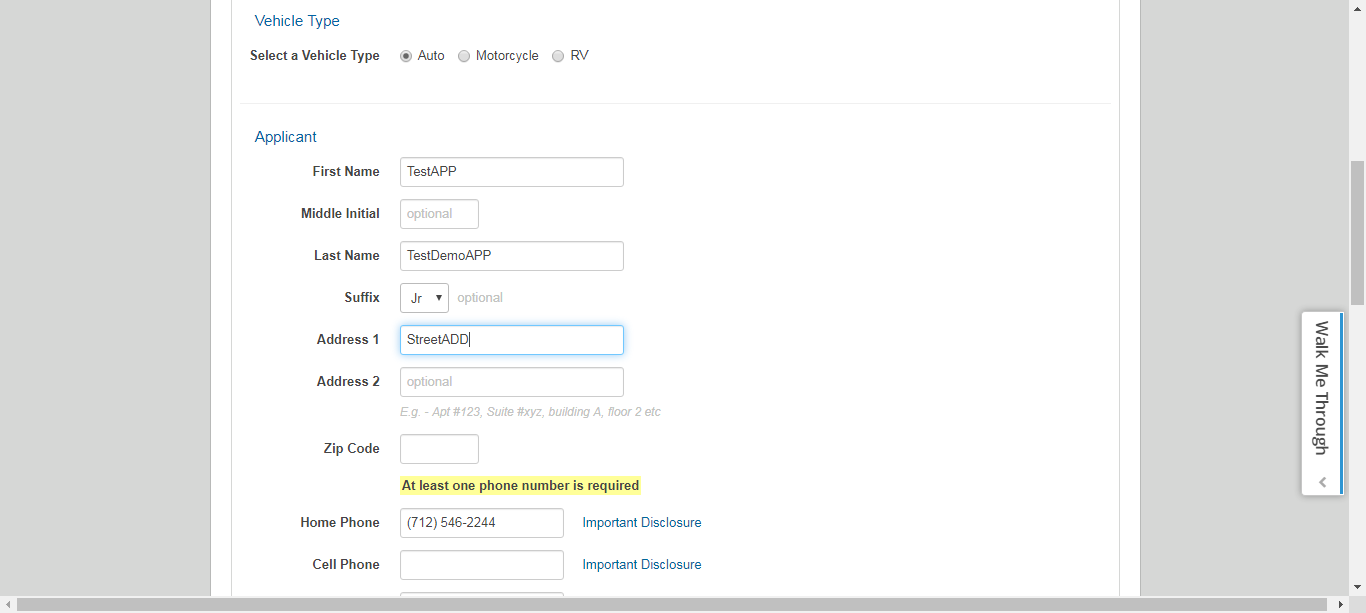 Vehicle Type
Select a Vehicle Type Auto Motorcycle RV
Applicant
First Name TestAPP
Middle Initial optional
Last Name TestDemoAPP
Suffix Jr optional
Address 1 StreetADD
Address 2 optional
E.g. - Apt #123, Suite #xyz, building A, floor 2 etc
Zip Code
At least one phone number is required
Home Phone (712) 546-2244 Important Disclosure
Cell Phone Important Disclosure
Walk Me Through